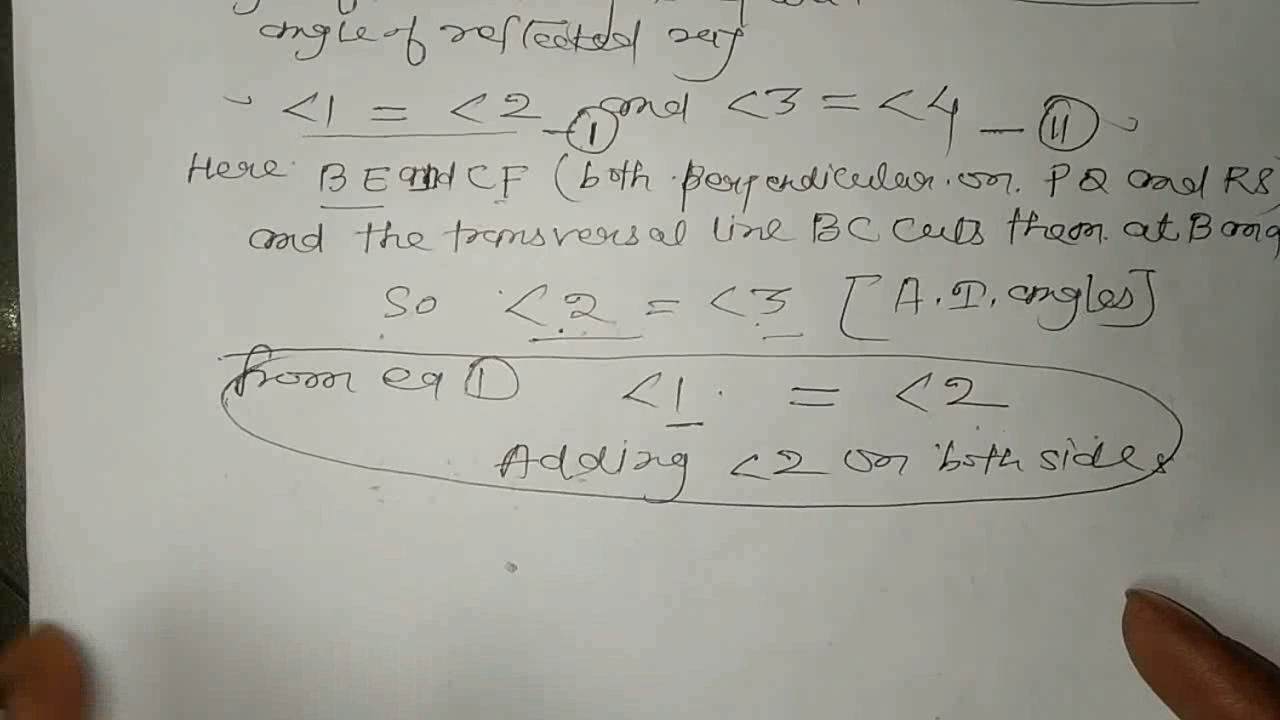 angle of reflected ray
<1 = <2 - (I) and <3 = <4 - (II)
Here BE and CF (both perpendicular on PQ and RS
and the transversal line BC cuts them at B and
So <2 = <3 [A.I. angles]
from eq (I) <1 = <2
Adding <2 on both sides